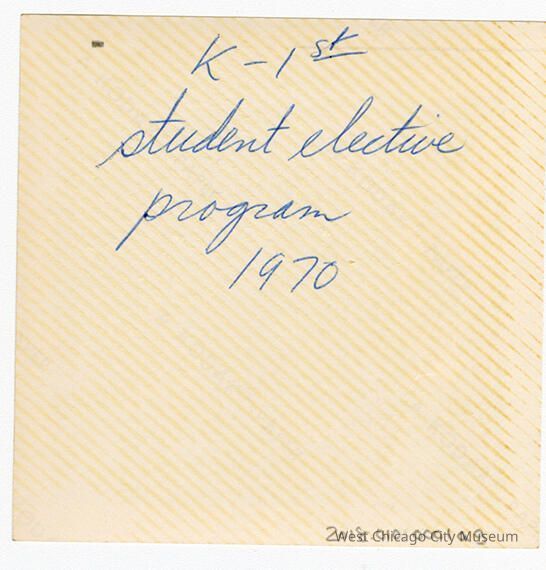 K-1st
student elective
program
1970
West Chicago City Museum